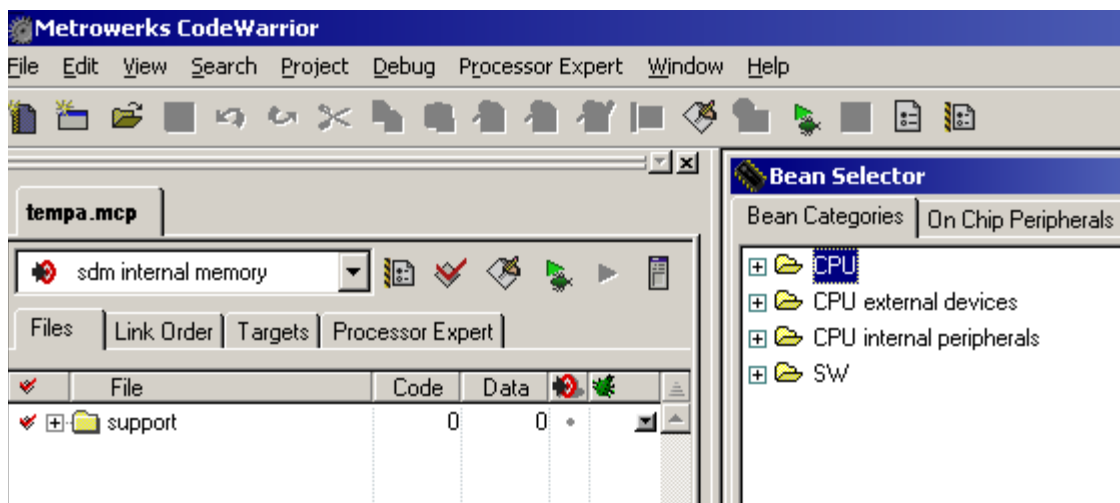 Metrowerks CodeWarrior
File Edit View Search Project Debug Processor Expert Window Help
tempa.mcp
sdm internal memory
Files Link Order Targets Processor Expert
File Code Data
support 0 0
Bean Selector
Bean Categories On Chip Peripherals
CPU
CPU external devices
CPU internal peripherals
SW